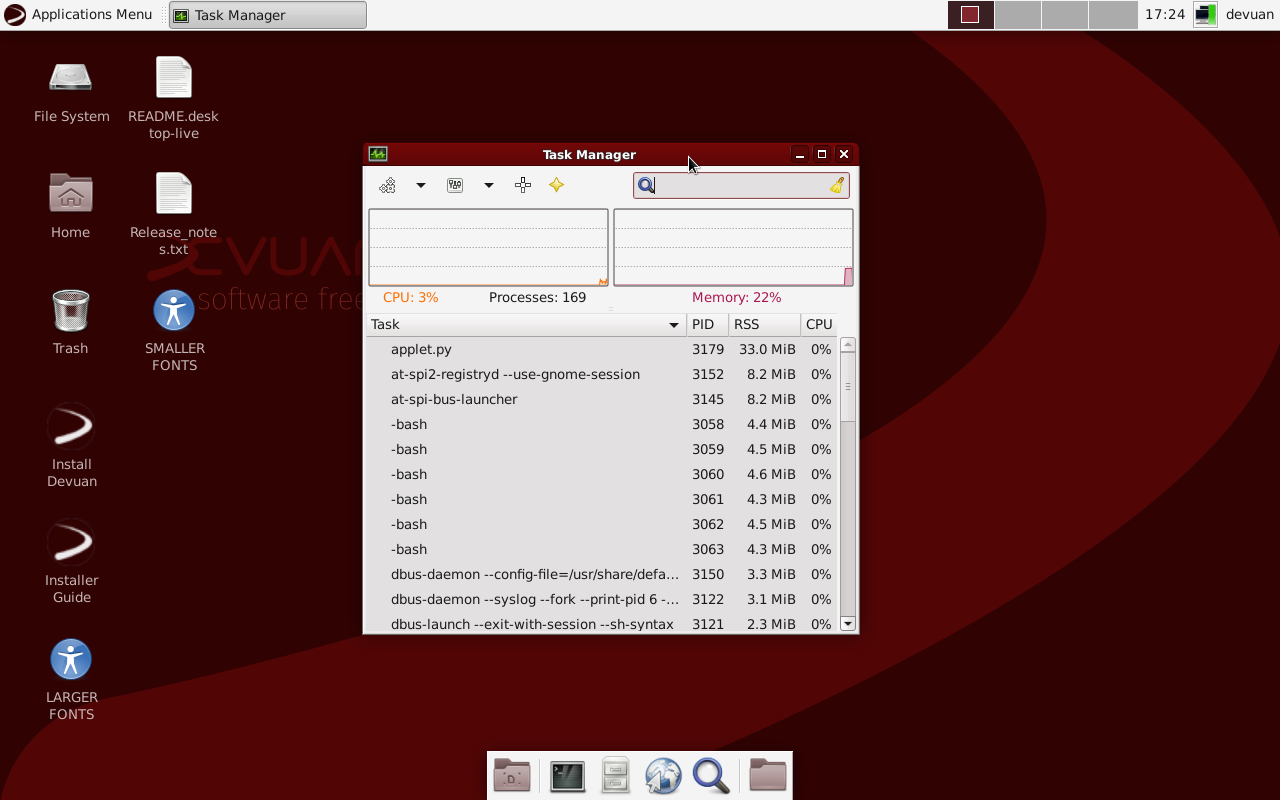 Applications Menu
Task Manager
17:24
devuan
File System
README.desk
top-live
Home
Release_note
s.txt
Trash
SMALLER
FONTS
Install
Devuan
Installer
Guide
LARGER
FONTS
DEVUAN
software free
Task Manager
CPU: 3%
Processes: 169
Memory: 22%
Task PID RSS CPU
applet.py 3179 33.0 MiB 0%
at-spi2-registryd --use-gnome-session 3152 8.2 MiB 0%
at-spi-bus-launcher 3145 8.2 MiB 0%
-bash 3058 4.4 MiB 0%
-bash 3059 4.5 MiB 0%
-bash 3060 4.6 MiB 0%
-bash 3061 4.3 MiB 0%
-bash 3062 4.5 MiB 0%
-bash 3063 4.3 MiB 0%
dbus-daemon --config-file=/usr/share/defa... 3150 3.3 MiB 0%
dbus-daemon --syslog --fork --print-pid 6 -... 3122 3.1 MiB 0%
dbus-launch --exit-with-session --sh-syntax 3121 2.3 MiB 0%